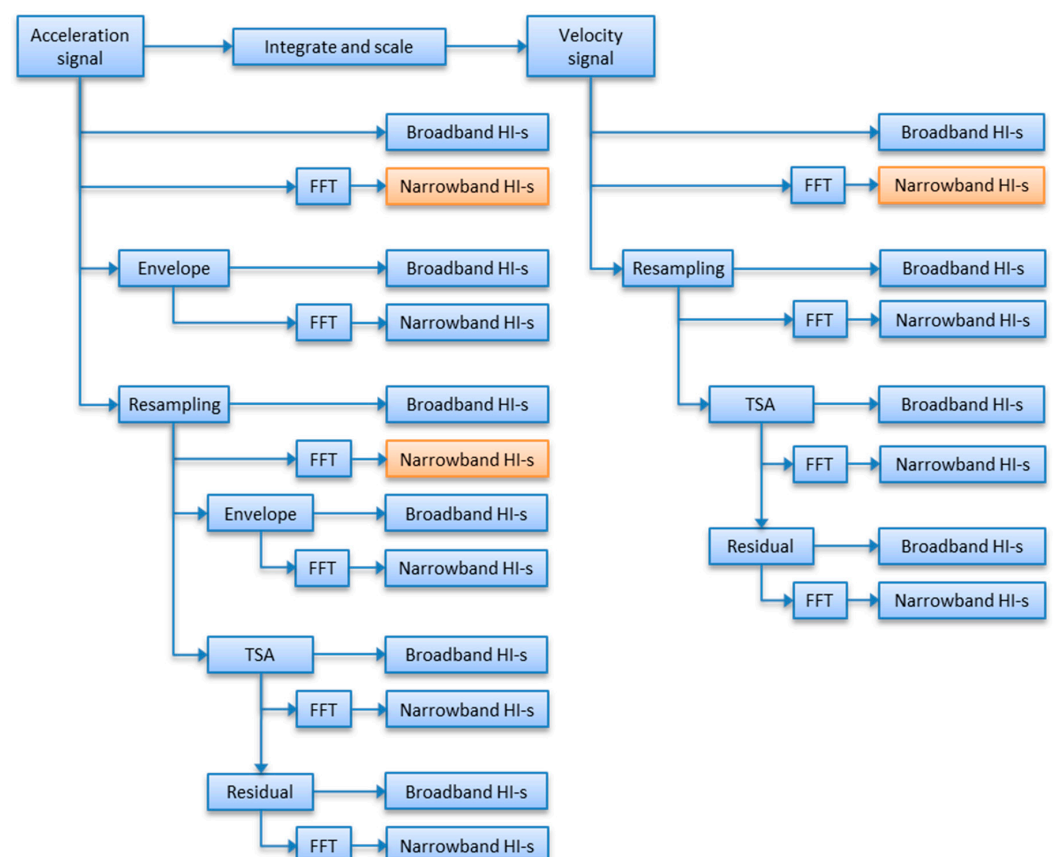 Acceleration
signal
Integrate and scale
Velocity
signal
Broadband HI-s
Broadband HI-s
FFT
Narrowband HI-s
FFT
Narrowband HI-s
Envelope
Broadband HI-s
Resampling
Broadband HI-s
FFT
Narrowband HI-s
FFT
Narrowband HI-s
Resampling
Broadband HI-s
TSA
Broadband HI-s
FFT
Narrowband HI-s
FFT
Narrowband HI-s
Envelope
Broadband HI-s
Residual
Broadband HI-s
FFT
Narrowband HI-s
FFT
Narrowband HI-s
TSA
Broadband HI-s
FFT
Narrowband HI-s
Residual
Broadband HI-s
FFT
Narrowband HI-s